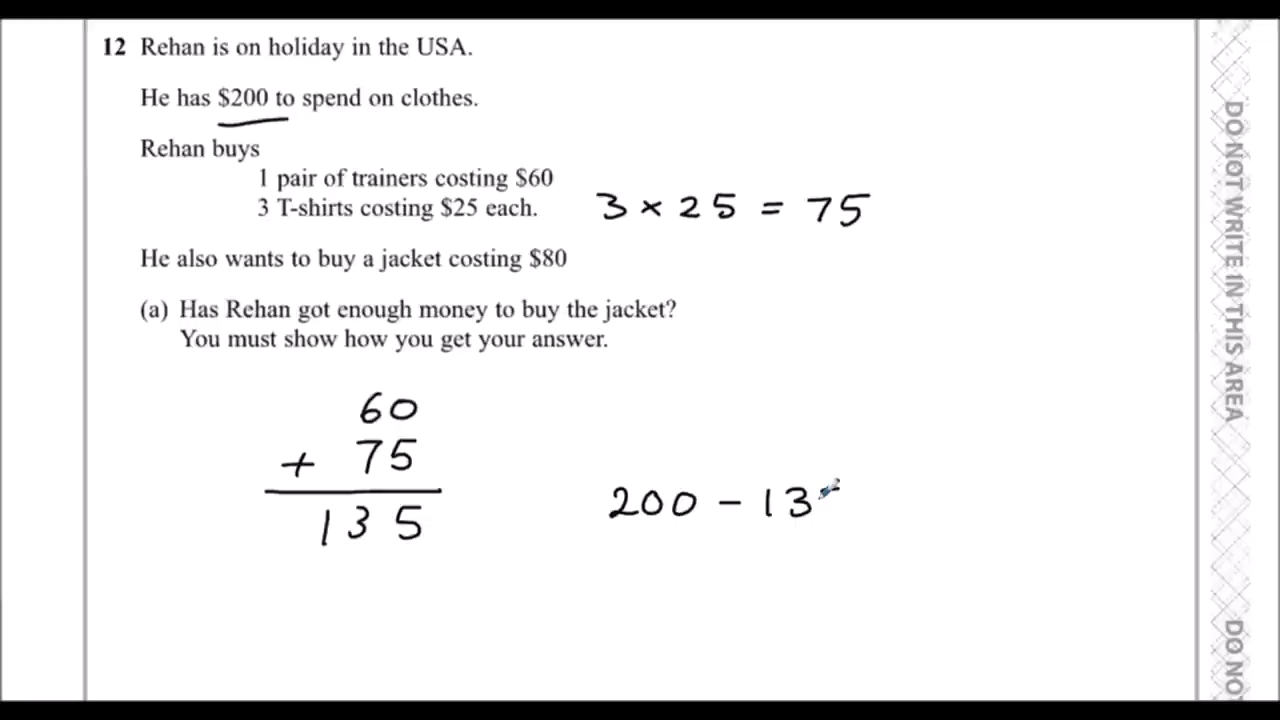 12 Rehan is on holiday in the USA.
He has $200 to spend on clothes.
Rehan buys
1 pair of trainers costing $60
3 T-shirts costing $25 each.
3 × 25 = 75
He also wants to buy a jacket costing $80
(a) Has Rehan got enough money to buy the jacket?
You must show how you get your answer.
60
+ 75
135
200 - 13
DO NOT WRITE IN THIS AREA
DO NO